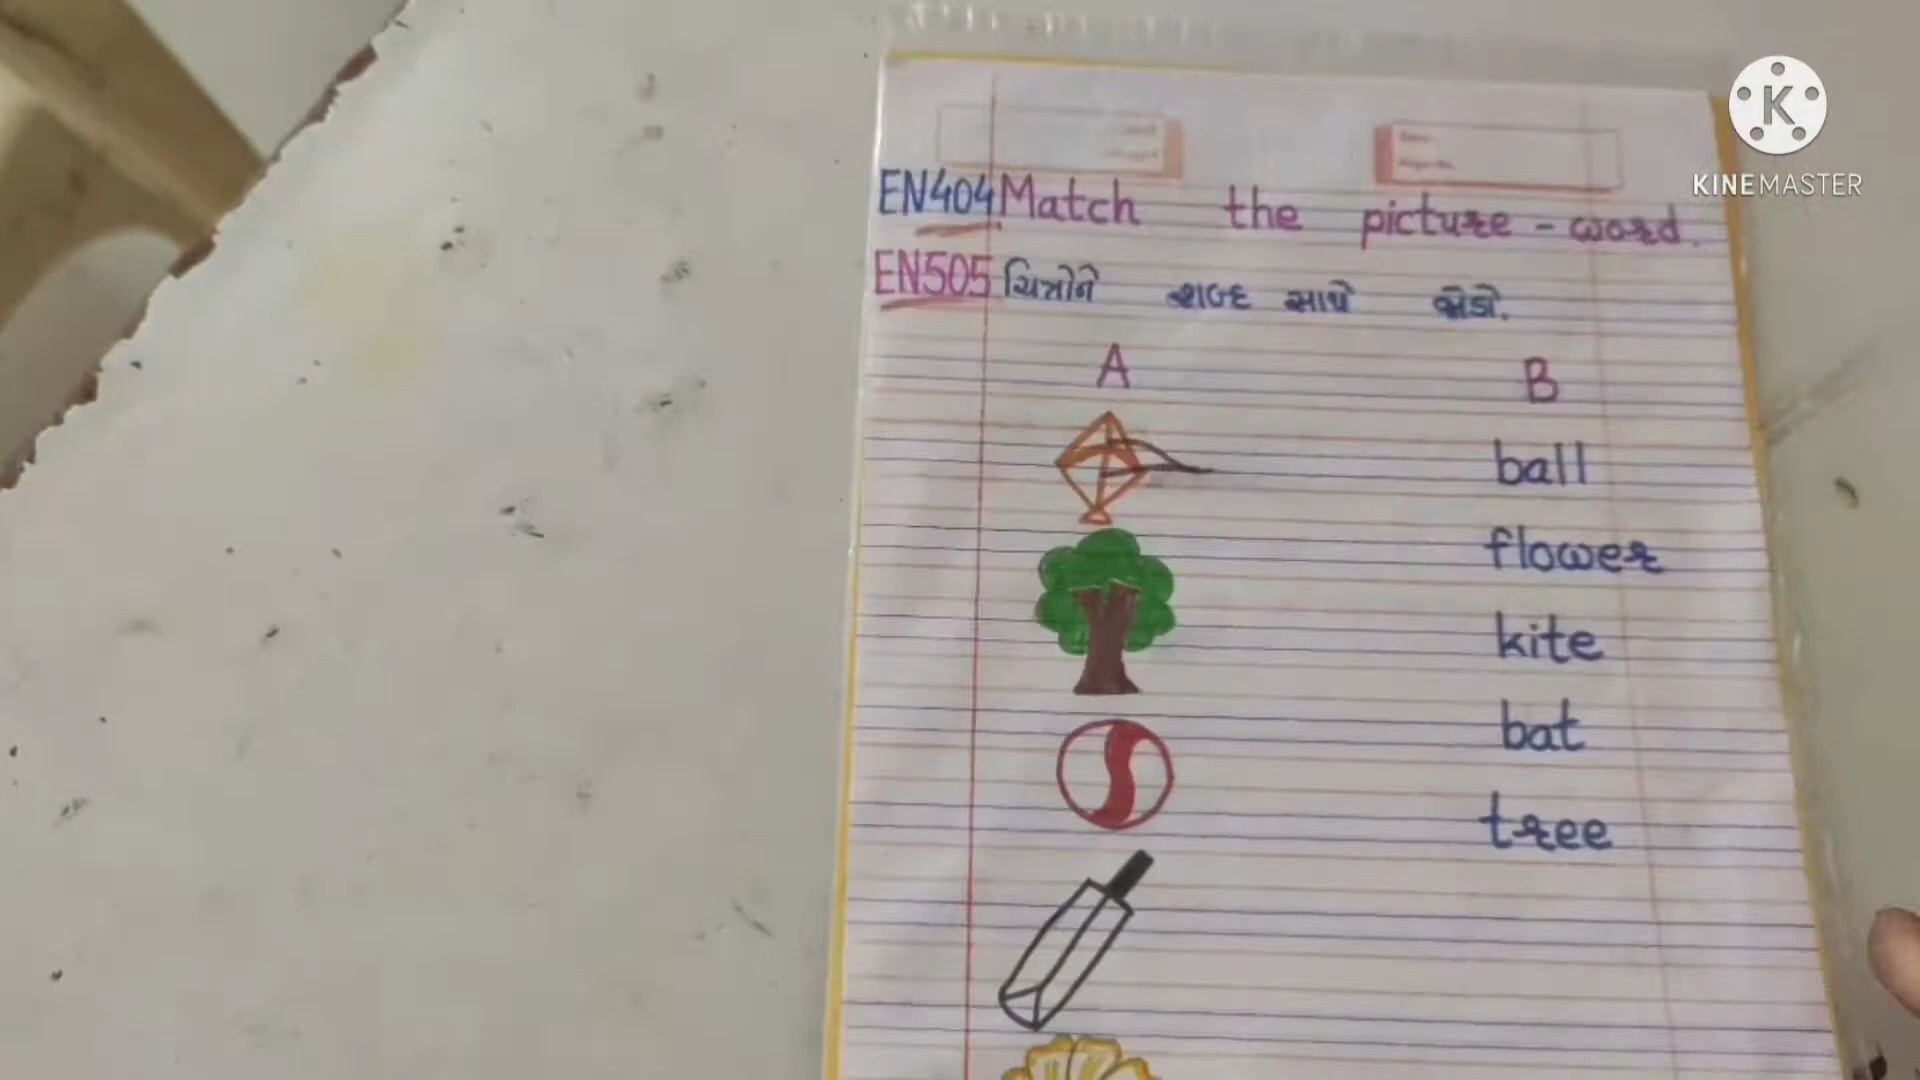 EN404 Match the picture - word.
EN505 ચિત્રોને શબ્દ સાથે જોડો.
A B
ball
flower
kite
bat
tree
K
KINEMASTER